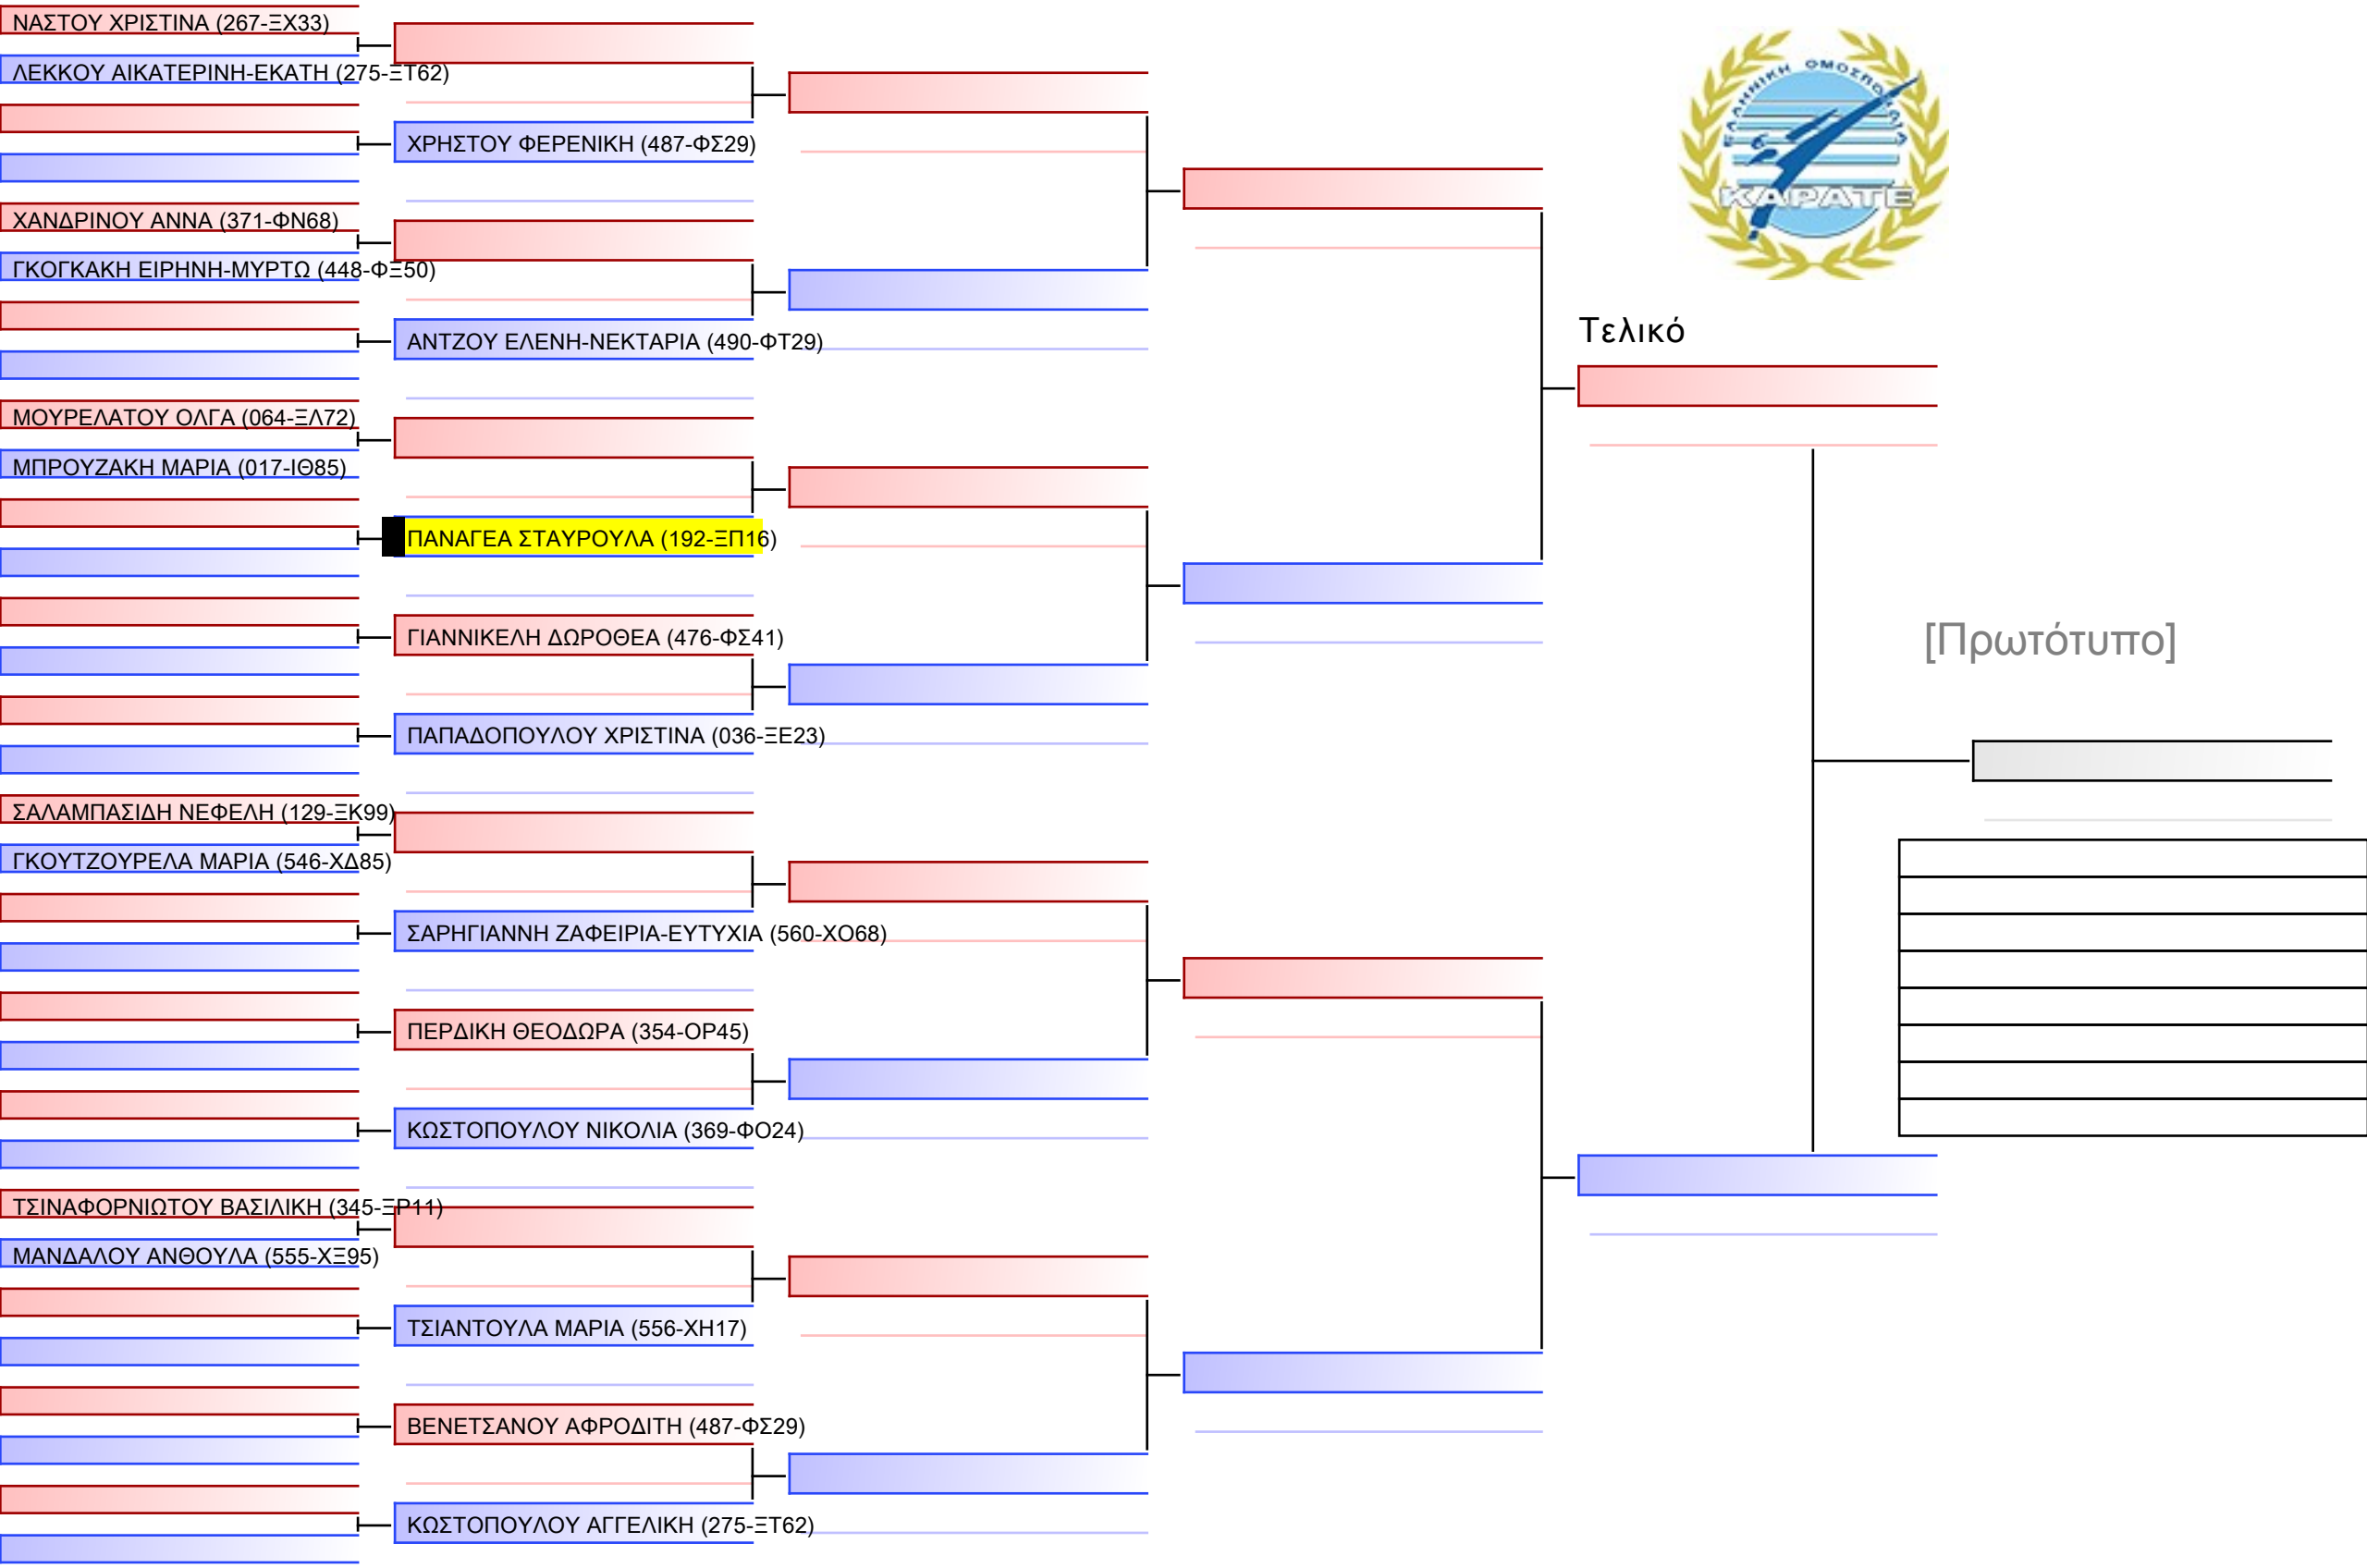 ΝΑΣΤΟΥ ΧΡΙΣΤΙΝΑ (267-ΞΧ33)
ΛΕΚΚΟΥ ΑΙΚΑΤΕΡΙΝΗ-ΕΚΑΤΗ (275-ΞΤ62)
ΧΡΗΣΤΟΥ ΦΕΡΕΝΙΚΗ (487-ΦΣ29)
ΧΑΝΔΡΙΝΟΥ ΑΝΝΑ (371-ΦΝ68)
ΓΚΟΓΚΑΚΗ ΕΙΡΗΝΗ-ΜΥΡΤΩ (448-ΦΞ50)
ΑΝΤΖΟΥ ΕΛΕΝΗ-ΝΕΚΤΑΡΙΑ (490-ΦΤ29)
ΜΟΥΡΕΛΑΤΟΥ ΟΛΓΑ (064-ΞΛ72)
ΜΠΡΟΥΖΑΚΗ ΜΑΡΙΑ (017-ΙΘ85)
ΠΑΝΑΓΕΑ ΣΤΑΥΡΟΥΛΑ (192-ΞΠ16)
ΓΙΑΝΝΙΚΕΛΗ ΔΩΡΟΘΕΑ (476-ΦΣ41)
ΠΑΠΑΔΟΠΟΥΛΟΥ ΧΡΙΣΤΙΝΑ (036-ΞΕ23)
ΣΑΛΑΜΠΑΣΙΔΗ ΝΕΦΕΛΗ (129-ΞΚ99)
ΓΚΟΥΤΖΟΥΡΕΛΑ ΜΑΡΙΑ (546-ΧΔ85)
ΣΑΡΗΓΙΑΝΝΗ ΖΑΦΕΙΡΙΑ-ΕΥΤΥΧΙΑ (560-ΧΟ68)
ΠΕΡΔΙΚΗ ΘΕΟΔΩΡΑ (354-ΟΡ45)
ΚΩΣΤΟΠΟΥΛΟΥ ΝΙΚΟΛΙΑ (369-ΦΟ24)
ΤΣΙΝΑΦΟΡΝΙΩΤΟΥ ΒΑΣΙΛΙΚΗ (345-ΞΡ11)
ΜΑΝΔΑΛΟΥ ΑΝΘΟΥΛΑ (555-ΧΞ95)
ΤΣΙΑΝΤΟΥΛΑ ΜΑΡΙΑ (556-ΧΗ17)
ΒΕΝΕΤΣΑΝΟΥ ΑΦΡΟΔΙΤΗ (487-ΦΣ29)
ΚΩΣΤΟΠΟΥΛΟΥ ΑΓΓΕΛΙΚΗ (275-ΞΤ62)
ΕΛΛΗΝΙΚΗ ΟΜΟΣΠΟΝΔΙΑ
ΚΑΡΑΤΕ
Τελικό
[Πρωτότυπο]